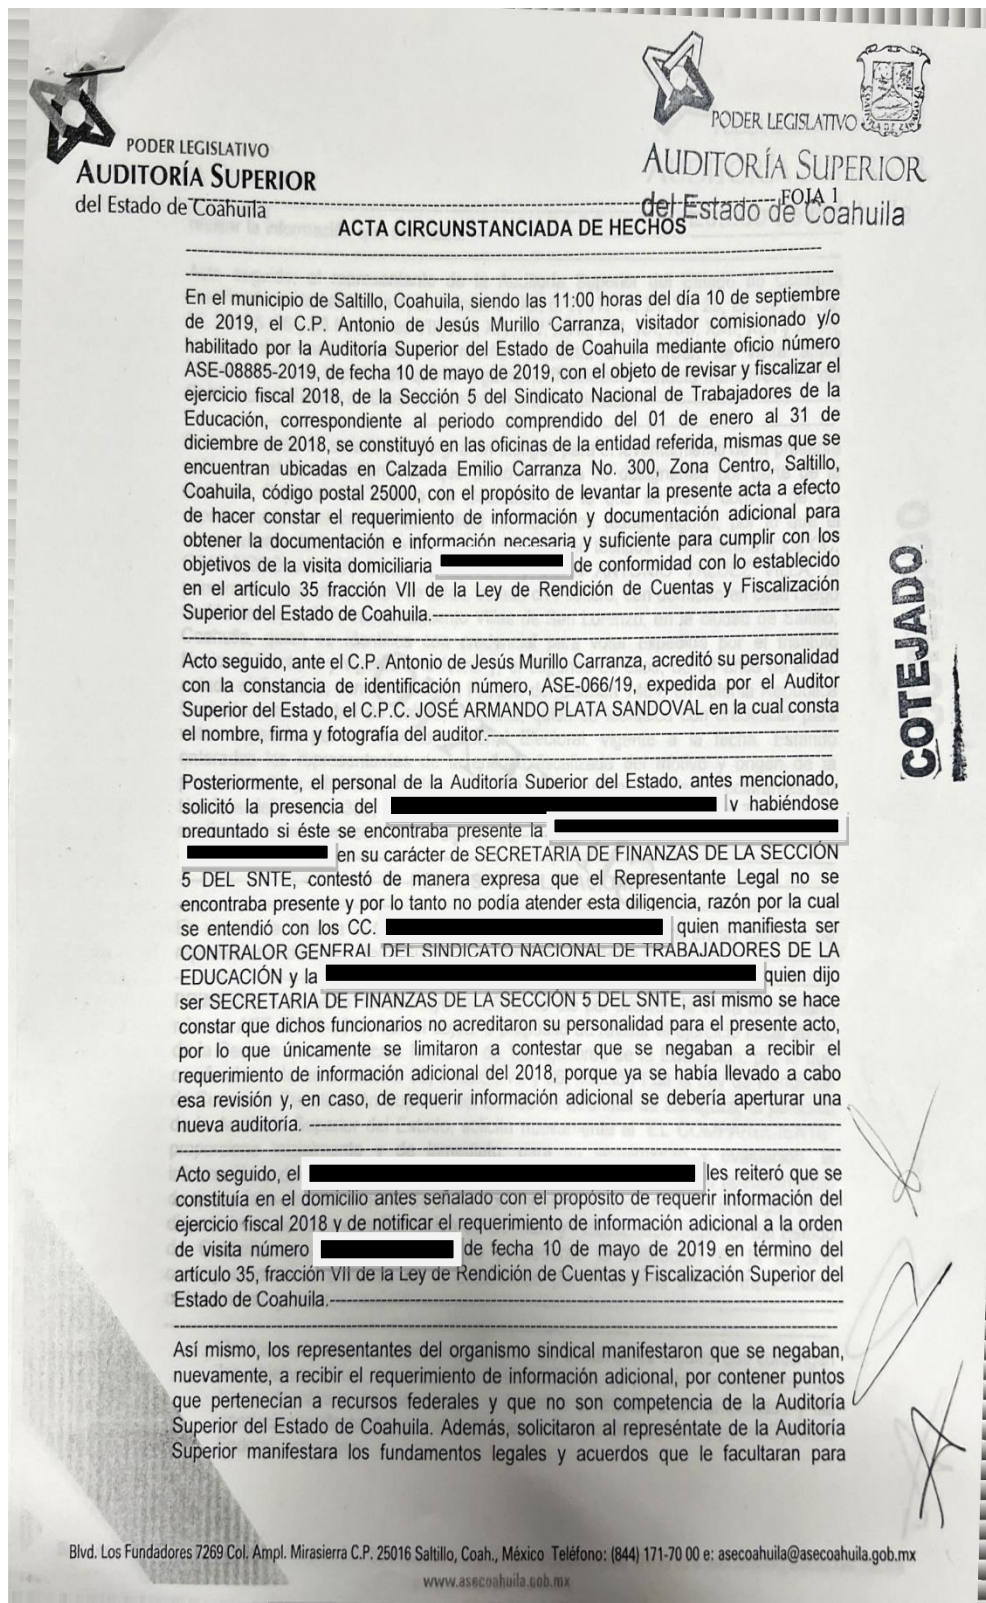 PODER LEGISLATIVO
AUDITORÍA SUPERIOR
del Estado de Coahuila
PODER LEGISLATIVO
AUDITORÍA SUPERIOR
del Estado de Coahuila
FOJA 1
ACTA CIRCUNSTANCIADA DE HECHOS
En el municipio de Saltillo, Coahuila, siendo las 11:00 horas del día 10 de septiembre
de 2019, el C.P. Antonio de Jesús Murillo Carranza, visitador comisionado y/o
habilitado por la Auditoría Superior del Estado de Coahuila mediante oficio número
ASE-08885-2019, de fecha 10 de mayo de 2019, con el objeto de revisar y fiscalizar el
ejercicio fiscal 2018, de la Sección 5 del Sindicato Nacional de Trabajadores de la
Educación, correspondiente al periodo comprendido del 01 de enero al 31 de
diciembre de 2018, se constituyó en las oficinas de la entidad referida, mismas que se
encuentran ubicadas en Calzada Emilio Carranza No. 300, Zona Centro, Saltillo,
Coahuila, código postal 25000, con el propósito de levantar la presente acta a efecto
de hacer constar el requerimiento de información y documentación adicional para
obtener la documentación e información necesaria y suficiente para cumplir con los
objetivos de la visita domiciliaria de conformidad con lo establecido
en el artículo 35 fracción VII de la Ley de Rendición de Cuentas y Fiscalización
Superior del Estado de Coahuila.
Acto seguido, ante el C.P. Antonio de Jesús Murillo Carranza, acreditó su personalidad
con la constancia de identificación número, ASE-066/19, expedida por el Auditor
Superior del Estado, el C.P.C. JOSÉ ARMANDO PLATA SANDOVAL en la cual consta
el nombre, firma y fotografía del auditor.
Posteriormente, el personal de la Auditoría Superior del Estado, antes mencionado,
solicitó la presencia del y habiéndose
preguntado si éste se encontraba presente la
en su carácter de SECRETARIA DE FINANZAS DE LA SECCIÓN
5 DEL SNTE, contestó de manera expresa que el Representante Legal no se
encontraba presente y por lo tanto no podía atender esta diligencia, razón por la cual
se entendió con los CC. quien manifiesta ser
CONTRALOR GENERAL DEL SINDICATO NACIONAL DE TRABAJADORES DE LA
EDUCACIÓN y la quien dijo
ser SECRETARIA DE FINANZAS DE LA SECCIÓN 5 DEL SNTE, así mismo se hace
constar que dichos funcionarios no acreditaron su personalidad para el presente acto,
por lo que únicamente se limitaron a contestar que se negaban a recibir el
requerimiento de información adicional del 2018, porque ya se había llevado a cabo
esa revisión y, en caso, de requerir información adicional se debería aperturar una
nueva auditoría.
Acto seguido, el les reiteró que se
constituía en el domicilio antes señalado con el propósito de requerir información del
ejercicio fiscal 2018 y de notificar el requerimiento de información adicional a la orden
de visita número de fecha 10 de mayo de 2019 en término del
artículo 35, fracción VII de la Ley de Rendición de Cuentas y Fiscalización Superior del
Estado de Coahuila.
Así mismo, los representantes del organismo sindical manifestaron que se negaban,
nuevamente, a recibir el requerimiento de información adicional, por contener puntos
que pertenecían a recursos federales y que no son competencia de la Auditoría
Superior del Estado de Coahuila. Además, solicitaron al represéntate de la Auditoría
Superior manifestara los fundamentos legales y acuerdos que le facultaran para
COTEJADO
Blvd. Los Fundadores 7269 Col. Ampl. Mirasierra C.P. 25016 Saltillo, Coah., México Teléfono: (844) 171-70 00 e: asecoahuila@asecoahuila.gob.mx
www.asecoahuila.gob.mx